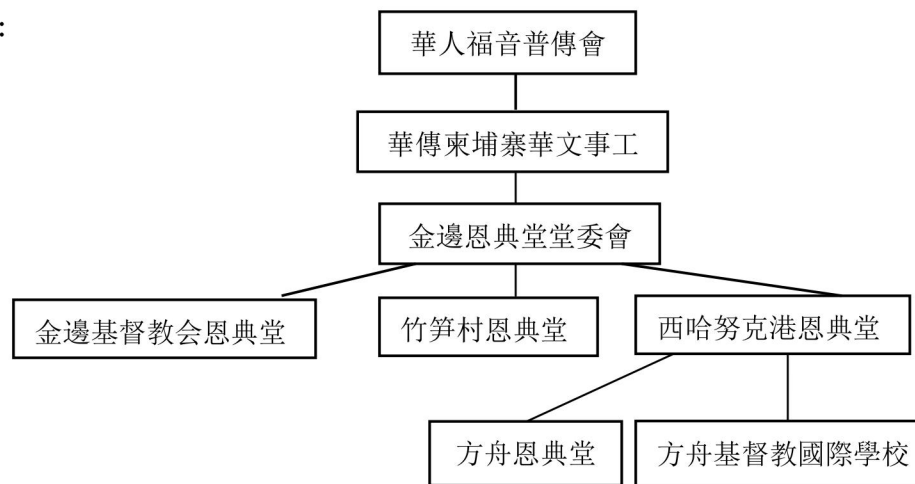 :
華人福音普傳會
華傳柬埔寨華文事工
金邊恩典堂堂委會
金邊基督教会恩典堂
竹笋村恩典堂
西哈努克港恩典堂
方舟恩典堂
方舟基督教國際學校